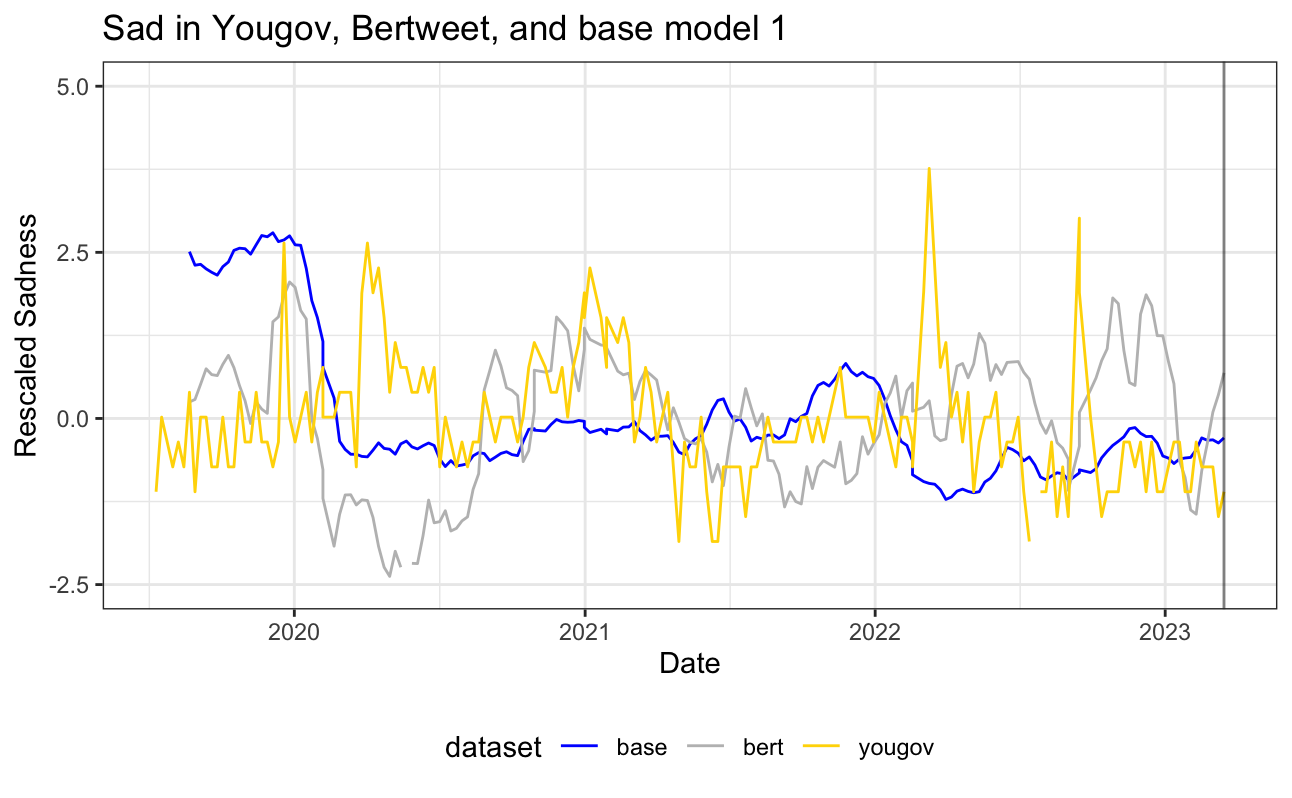 Sad in Yougov, Bertweet, and base model 1
5.0
2.5
0.0
-2.5
Rescaled Sadness
2020 2021 2022 2023
Date
dataset base bert yougov